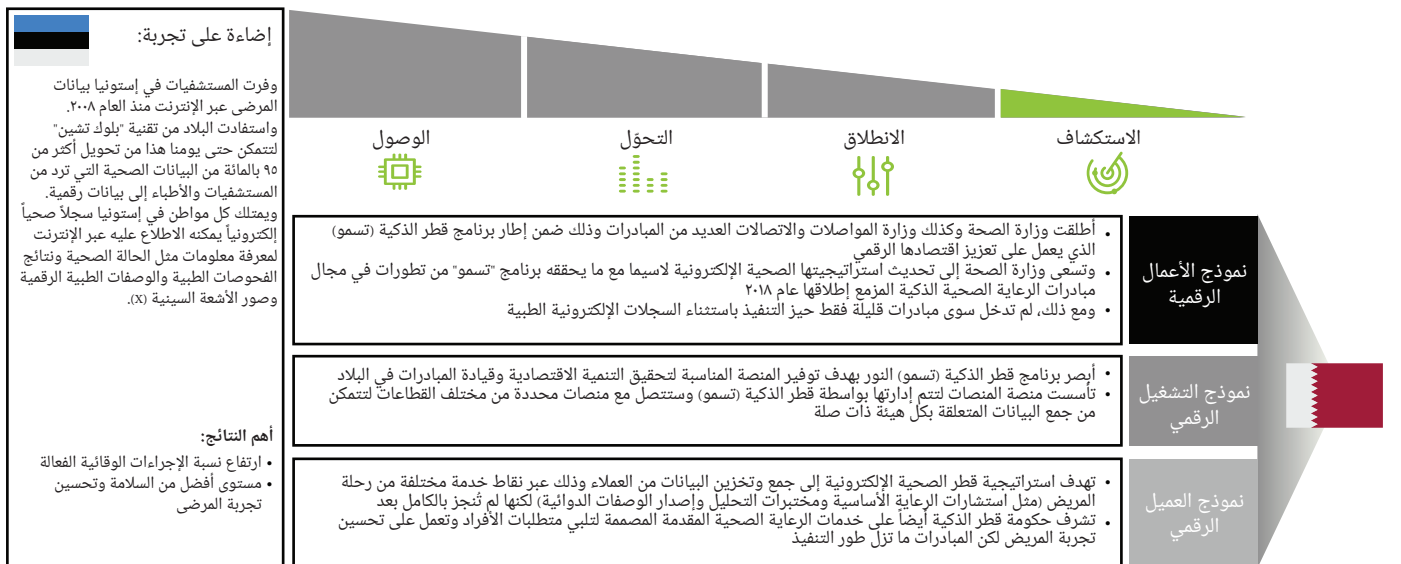 الاستكشاف
الانطلاق
التحوّل
الوصول
نموذج الأعمال
الرقمية
• أطلقت وزارة الصحة وكذلك وزارة المواصلات والاتصالات العديد من المبادرات وذلك ضمن إطار برنامج قطر الذكية (تسمو)
الذي يعمل على تعزيز اقتصادها الرقمي
• وتسعى وزارة الصحة إلى تحديث استراتيجيتها الصحية الإلكترونية لاسيما مع ما يحققه برنامج "تسمو" من تطورات في مجال
مبادرات الرعاية الصحية الذكية المزمع إطلاقها عام ٢٠١٨
• ومع ذلك، لم تدخل سوى مبادرات قليلة فقط حيز التنفيذ باستثناء السجلات الإلكترونية الطبية
نموذج التشغيل
الرقمي
• أبصر برنامج قطر الذكية (تسمو) النور بهدف توفير المنصة المناسبة لتحقيق التنمية الاقتصادية وقيادة المبادرات في البلاد
• تأسست منصة المنصات لتتم إدارتها بواسطة قطر الذكية (تسمو) وستتصل مع منصات محددة من مختلف القطاعات لتتمكن
من جمع البيانات المتعلقة بكل هيئة ذات صلة
نموذج العميل
الرقمي
• تهدف استراتيجية قطر الصحية الإلكترونية إلى جمع وتخزين البيانات من العملاء وذلك عبر نقاط خدمة مختلفة من رحلة
المريض (مثل استشارات الرعاية الأساسية ومختبرات التحليل وإصدار الوصفات الدوائية) لكنها لم تُنجز بالكامل بعد
• تشرف حكومة قطر الذكية أيضاً على خدمات الرعاية الصحية المقدمة المصممة لتلبي متطلبات الأفراد وتعمل على تحسين
تجربة المريض لكن المبادرات ما تزل طور التنفيذ
إضاءة على تجربة:
وفرت المستشفيات في إستونيا بيانات
المرضى عبر الإنترنت منذ العام ٢٠٠٨.
واستفادت البلاد من تقنية "بلوك تشين"
لتتمكن حتى يومنا هذا من تحويل أكثر من
٩٥ بالمائة من البيانات الصحية التي ترد من
المستشفيات والأطباء إلى بيانات رقمية.
ويمتلك كل مواطن في إستونيا سجلاً صحياً
إلكترونياً يمكنه الاطلاع عليه عبر الإنترنت
لمعرفة معلومات مثل الحالة الصحية ونتائج
الفحوصات الطبية والوصفات الطبية الرقمية
وصور الأشعة السينية (X).
أهم النتائج:
• ارتفاع نسبة الإجراءات الوقائية الفعالة
• مستوى أفضل من السلامة وتحسين
تجربة المرضى